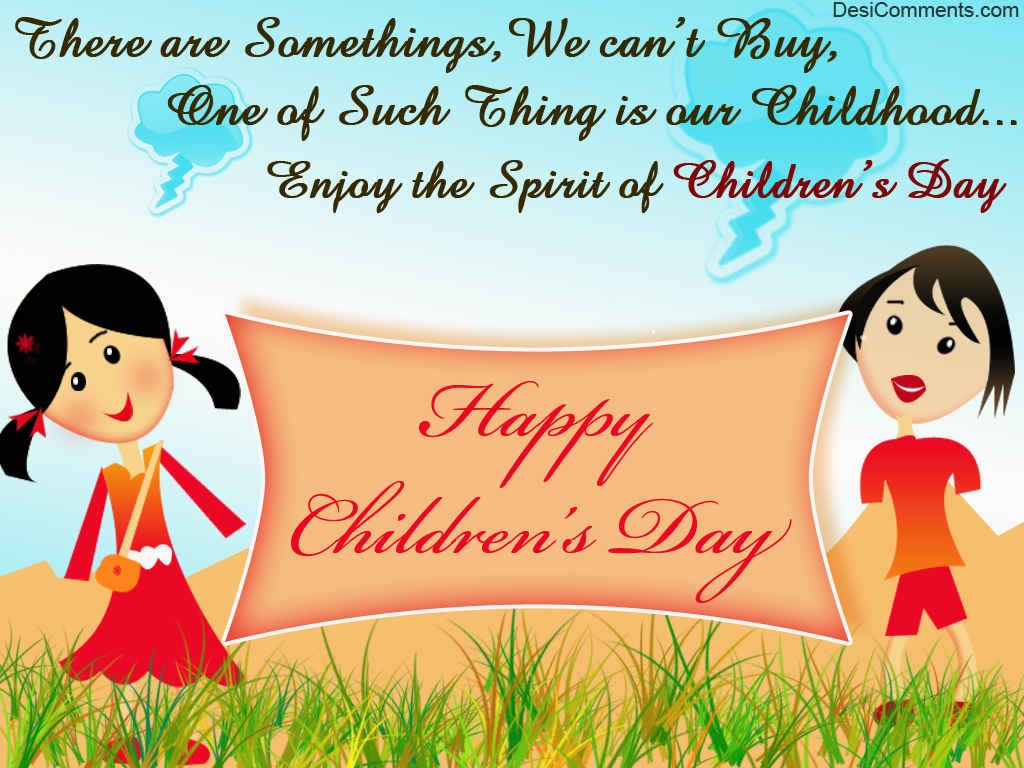 DesiComments.com
There are Somethings,We can't Buy,
One of Such Thing is our Childhood...
Enjoy the Spirit of Children's Day
Happy
Children's Day